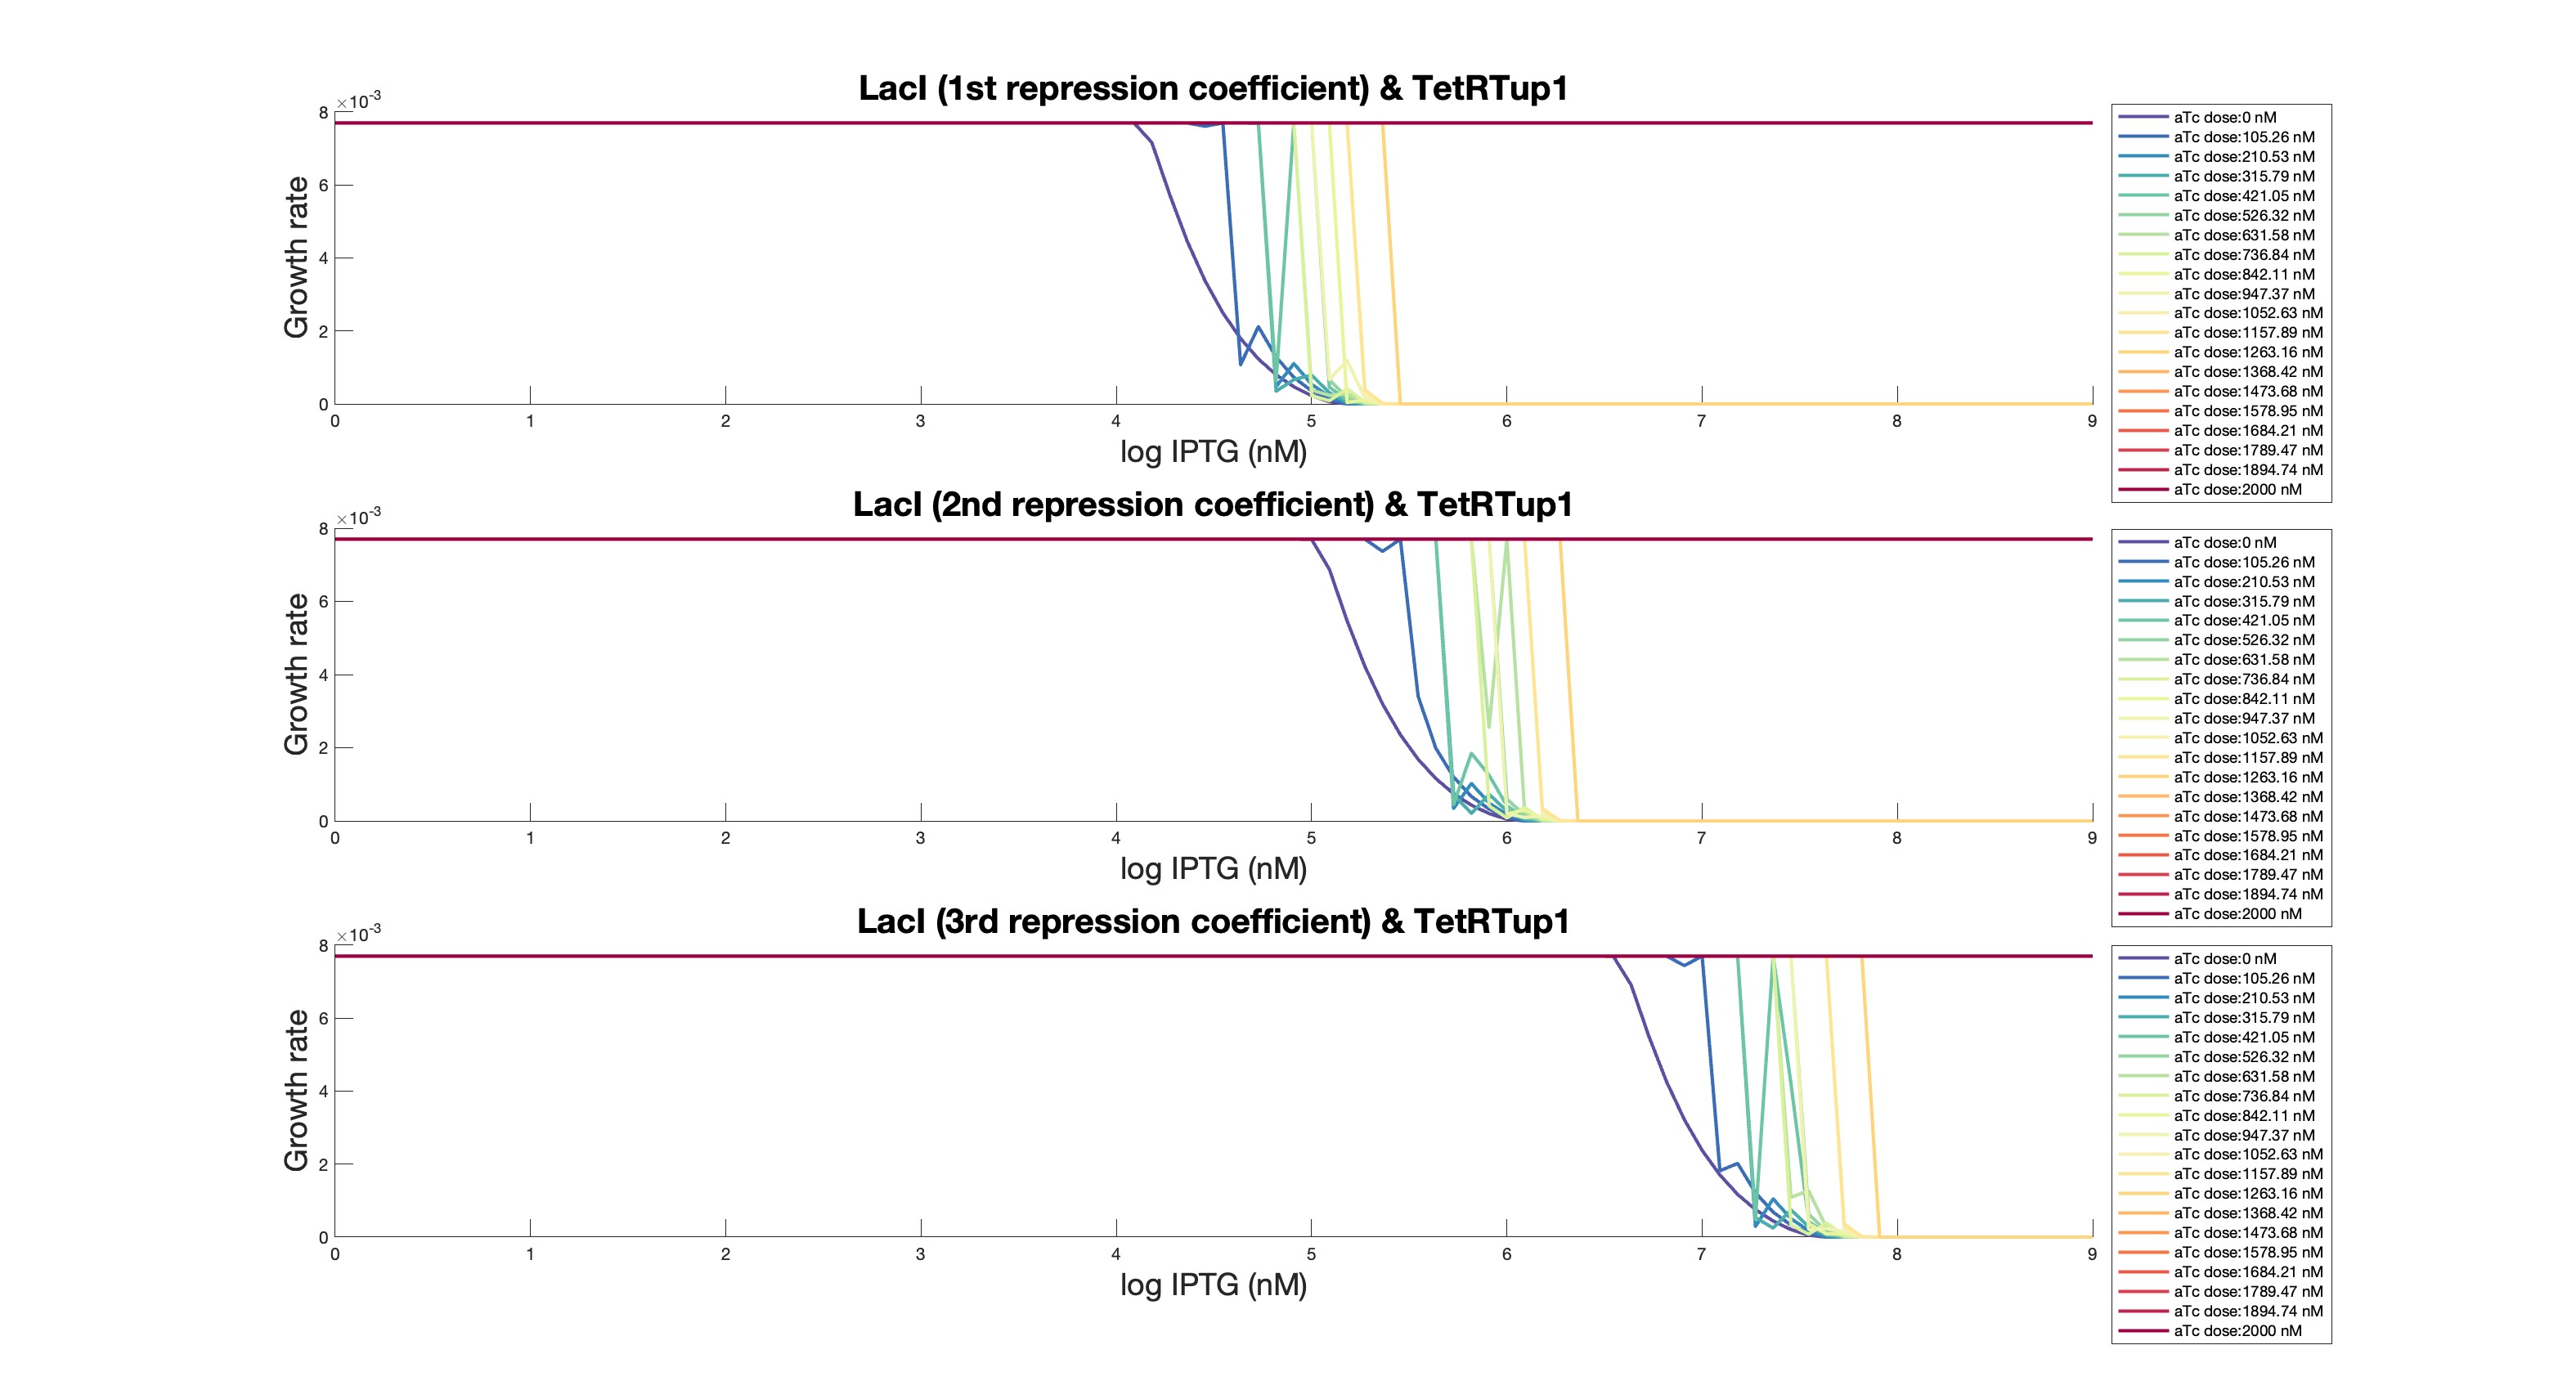 LacI (1st repression coefficient) & TetRTup1
×10-3
8
6
4
2
0
Growth rate
0 1 2 3 4 5 6 7 8 9
log IPTG (nM)
aTc dose:0 nM
aTc dose:105.26 nM
aTc dose:210.53 nM
aTc dose:315.79 nM
aTc dose:421.05 nM
aTc dose:526.32 nM
aTc dose:631.58 nM
aTc dose:736.84 nM
aTc dose:842.11 nM
aTc dose:947.37 nM
aTc dose:1052.63 nM
aTc dose:1157.89 nM
aTc dose:1263.16 nM
aTc dose:1368.42 nM
aTc dose:1473.68 nM
aTc dose:1578.95 nM
aTc dose:1684.21 nM
aTc dose:1789.47 nM
aTc dose:1894.74 nM
aTc dose:2000 nM
LacI (2nd repression coefficient) & TetRTup1
×10-3
8
6
4
2
0
Growth rate
0 1 2 3 4 5 6 7 8 9
log IPTG (nM)
aTc dose:0 nM
aTc dose:105.26 nM
aTc dose:210.53 nM
aTc dose:315.79 nM
aTc dose:421.05 nM
aTc dose:526.32 nM
aTc dose:631.58 nM
aTc dose:736.84 nM
aTc dose:842.11 nM
aTc dose:947.37 nM
aTc dose:1052.63 nM
aTc dose:1157.89 nM
aTc dose:1263.16 nM
aTc dose:1368.42 nM
aTc dose:1473.68 nM
aTc dose:1578.95 nM
aTc dose:1684.21 nM
aTc dose:1789.47 nM
aTc dose:1894.74 nM
aTc dose:2000 nM
LacI (3rd repression coefficient) & TetRTup1
×10-3
8
6
4
2
0
Growth rate
0 1 2 3 4 5 6 7 8 9
log IPTG (nM)
aTc dose:0 nM
aTc dose:105.26 nM
aTc dose:210.53 nM
aTc dose:315.79 nM
aTc dose:421.05 nM
aTc dose:526.32 nM
aTc dose:631.58 nM
aTc dose:736.84 nM
aTc dose:842.11 nM
aTc dose:947.37 nM
aTc dose:1052.63 nM
aTc dose:1157.89 nM
aTc dose:1263.16 nM
aTc dose:1368.42 nM
aTc dose:1473.68 nM
aTc dose:1578.95 nM
aTc dose:1684.21 nM
aTc dose:1789.47 nM
aTc dose:1894.74 nM
aTc dose:2000 nM